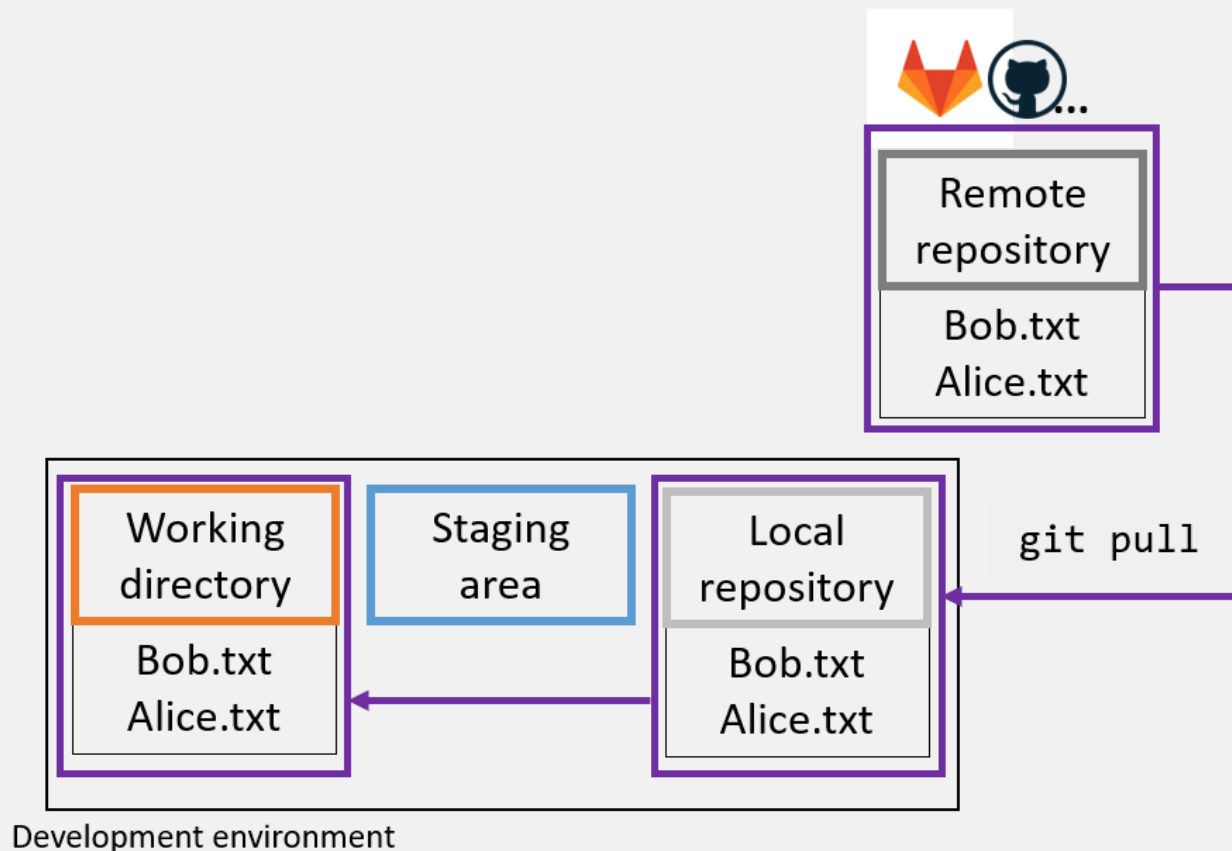 ...
Remote
repository
Bob.txt
Alice.txt
Working
directory
Bob.txt
Alice.txt
Staging
area
Local
repository
Bob.txt
Alice.txt
git pull
Development environment